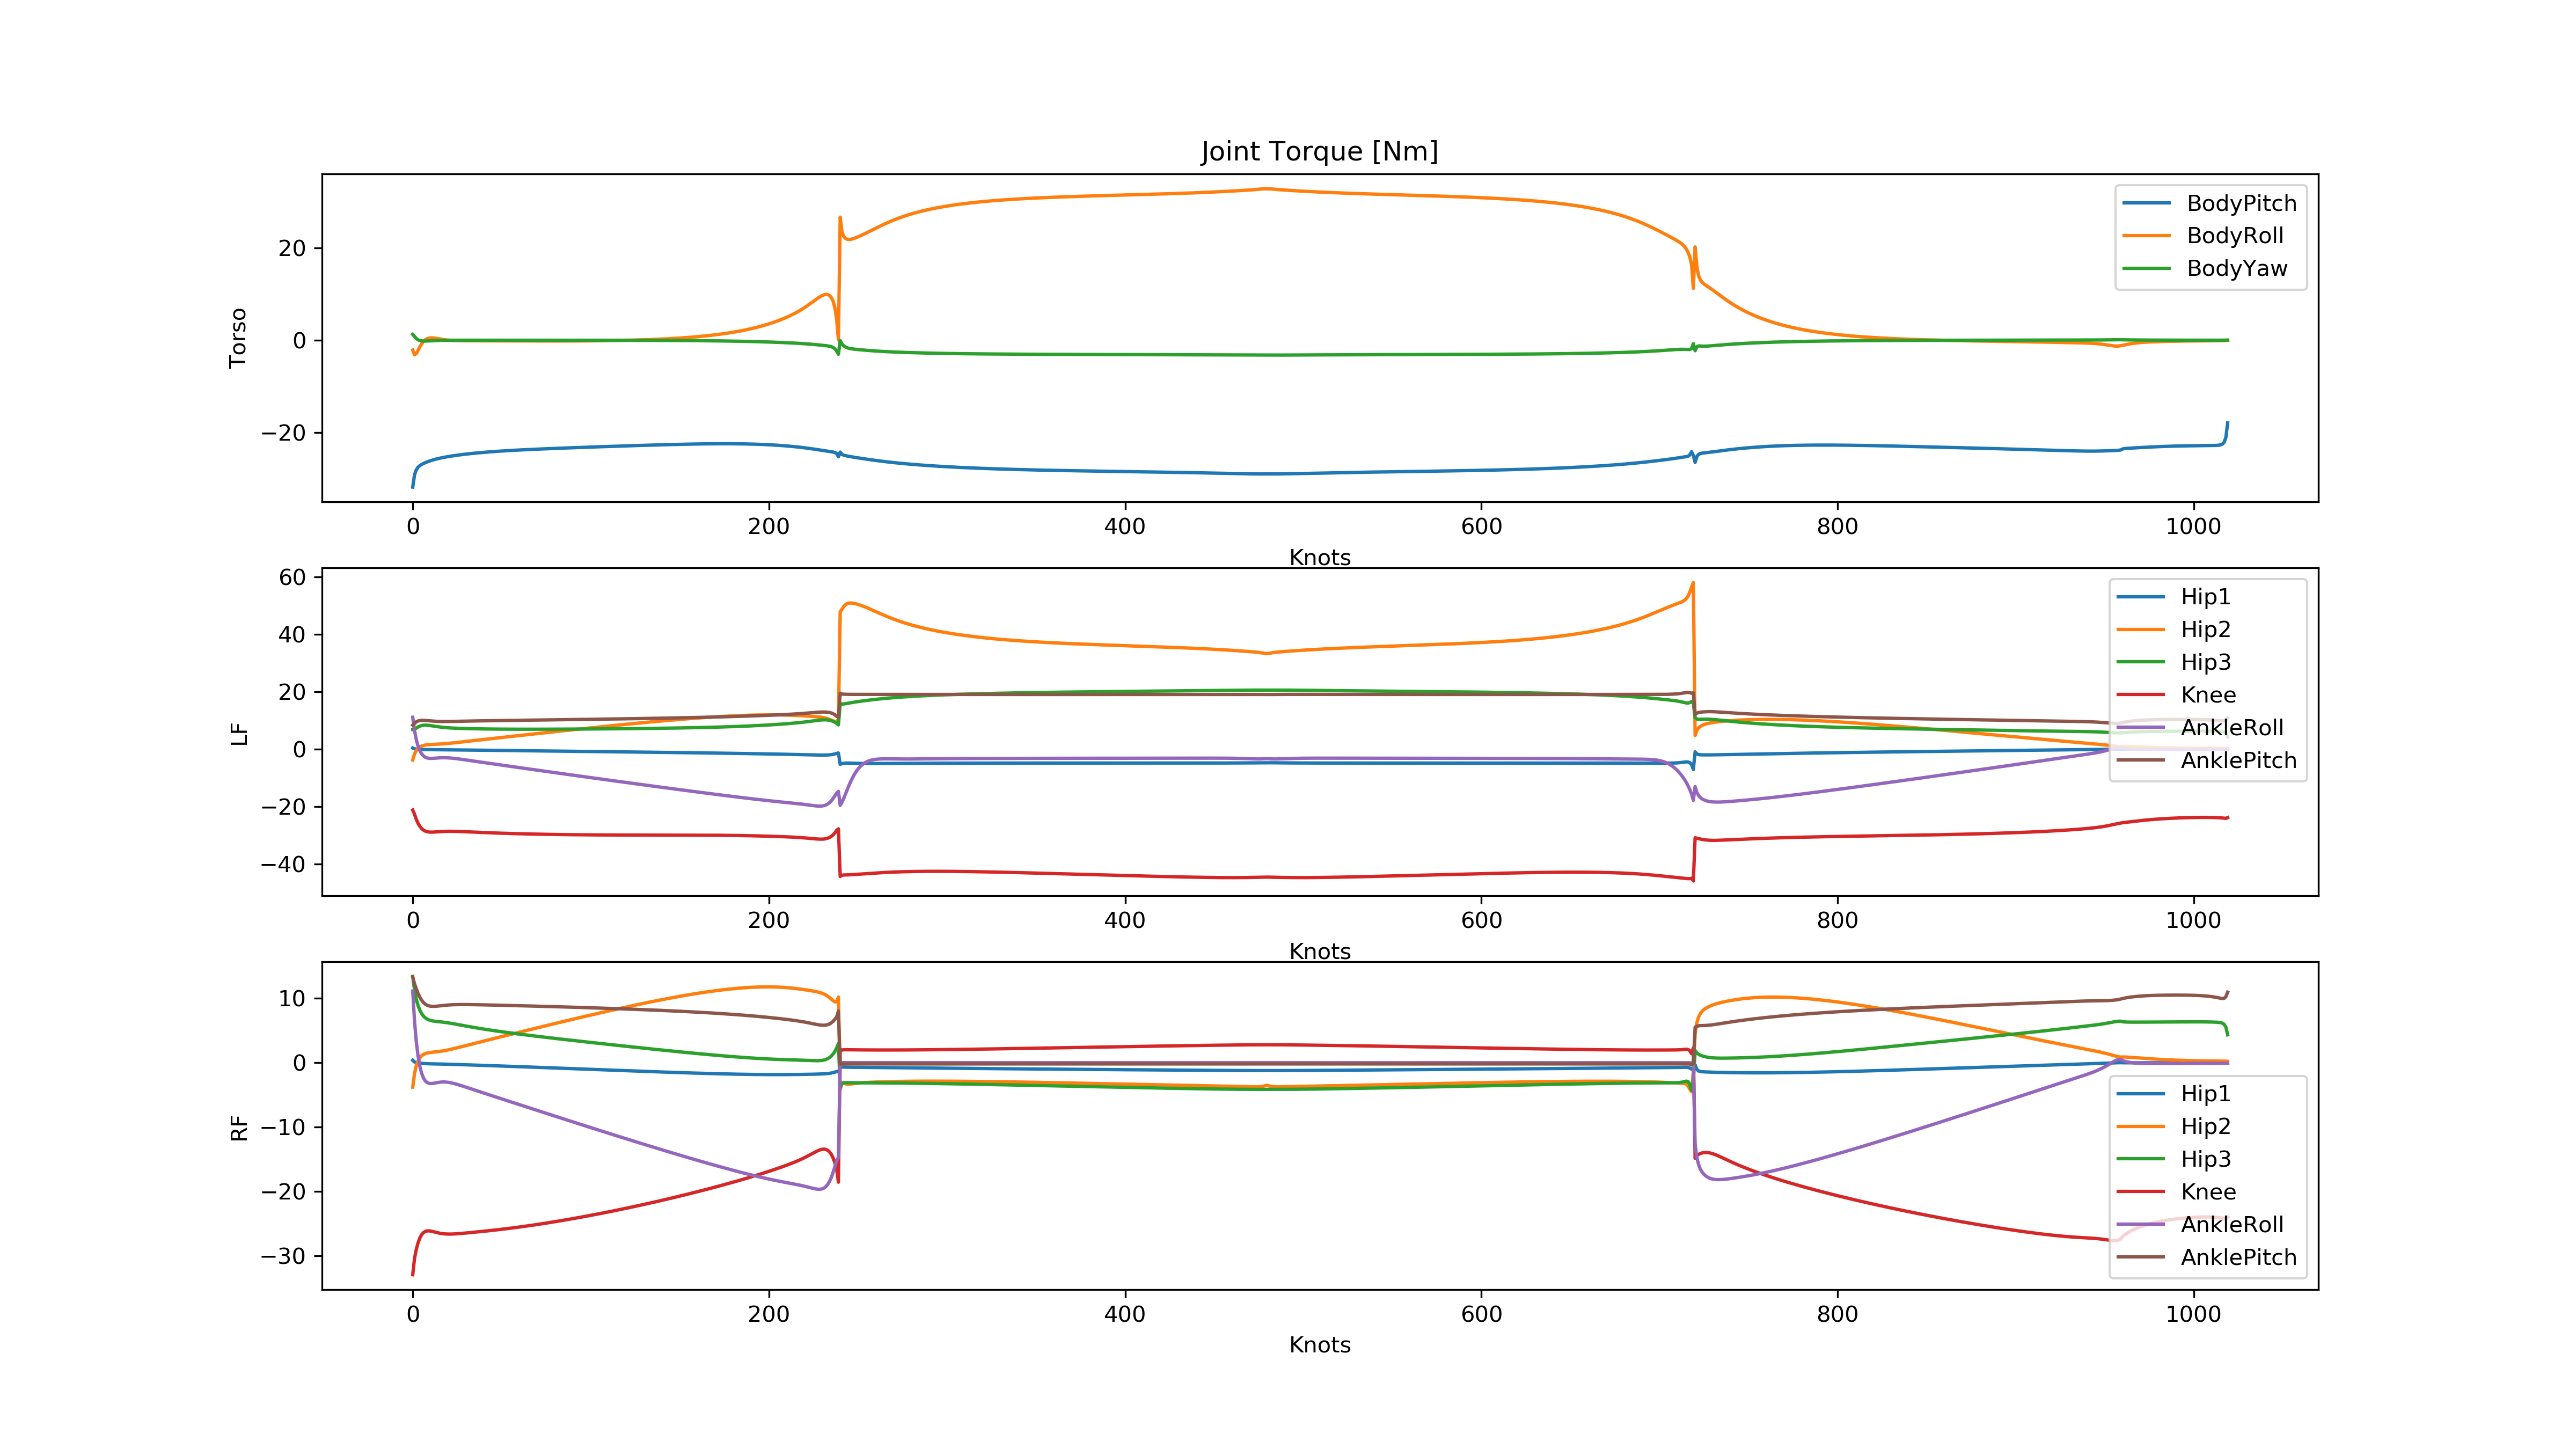 Joint Torque [Nm]
Torso
20
0
−20
BodyPitch
BodyRoll
BodyYaw
0 200 400 600 800 1000
Knots
LF
60
40
20
0
−20
−40
Hip1
Hip2
Hip3
Knee
AnkleRoll
AnklePitch
0 200 400 600 800 1000
Knots
RF
10
0
−10
−20
−30
Hip1
Hip2
Hip3
Knee
AnkleRoll
AnklePitch
0 200 400 600 800 1000
Knots